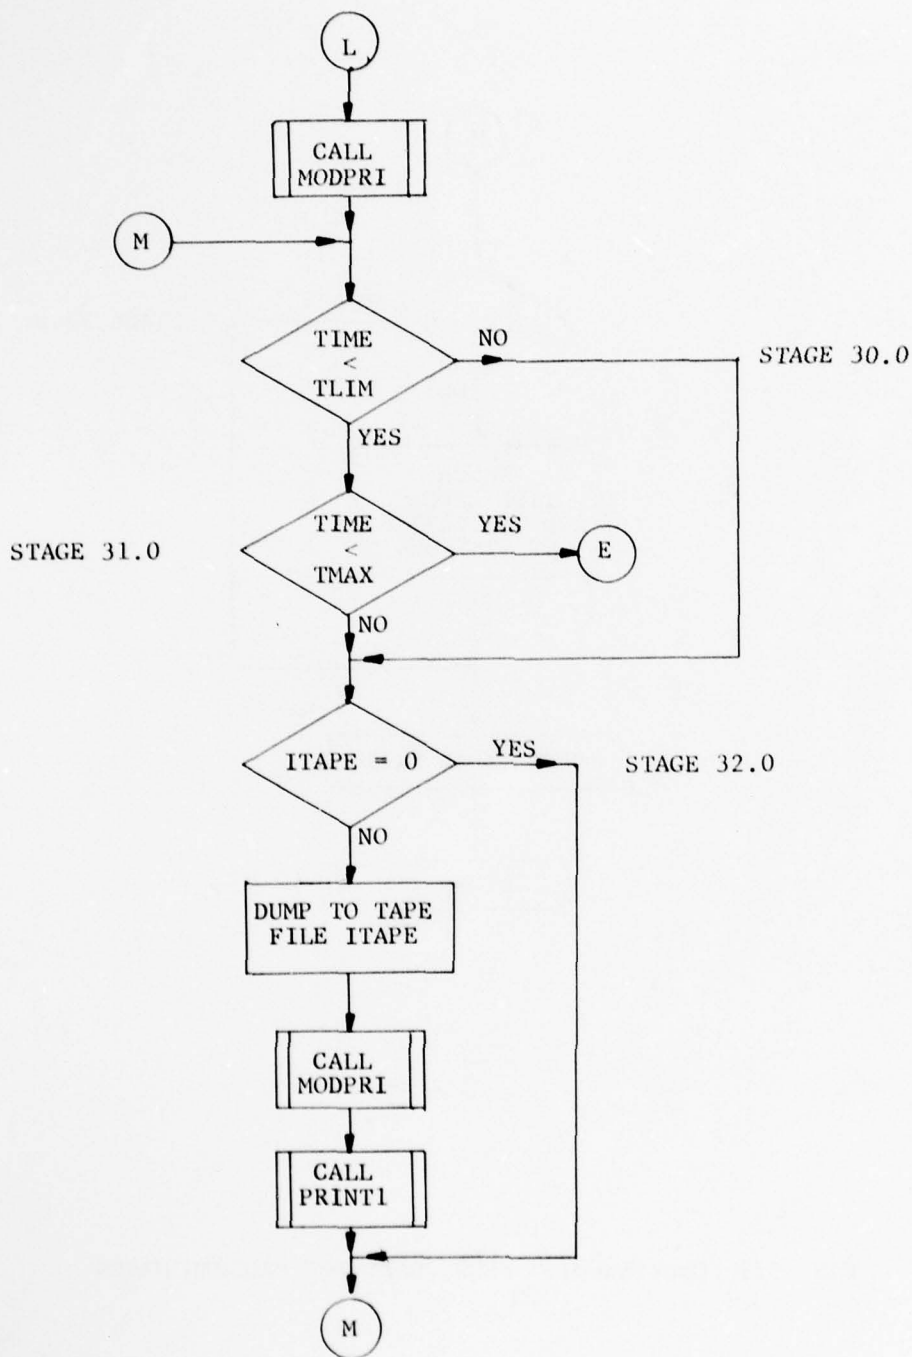 L
CALL
MODPRI
M
TIME
<
TLIM
NO
STAGE 30.0
YES
STAGE 31.0
TIME
<
TMAX
YES
E
NO
ITAPE = 0
YES
STAGE 32.0
NO
DUMP TO TAPE
FILE ITAPE
CALL
MODPRI
CALL
PRINT1
M